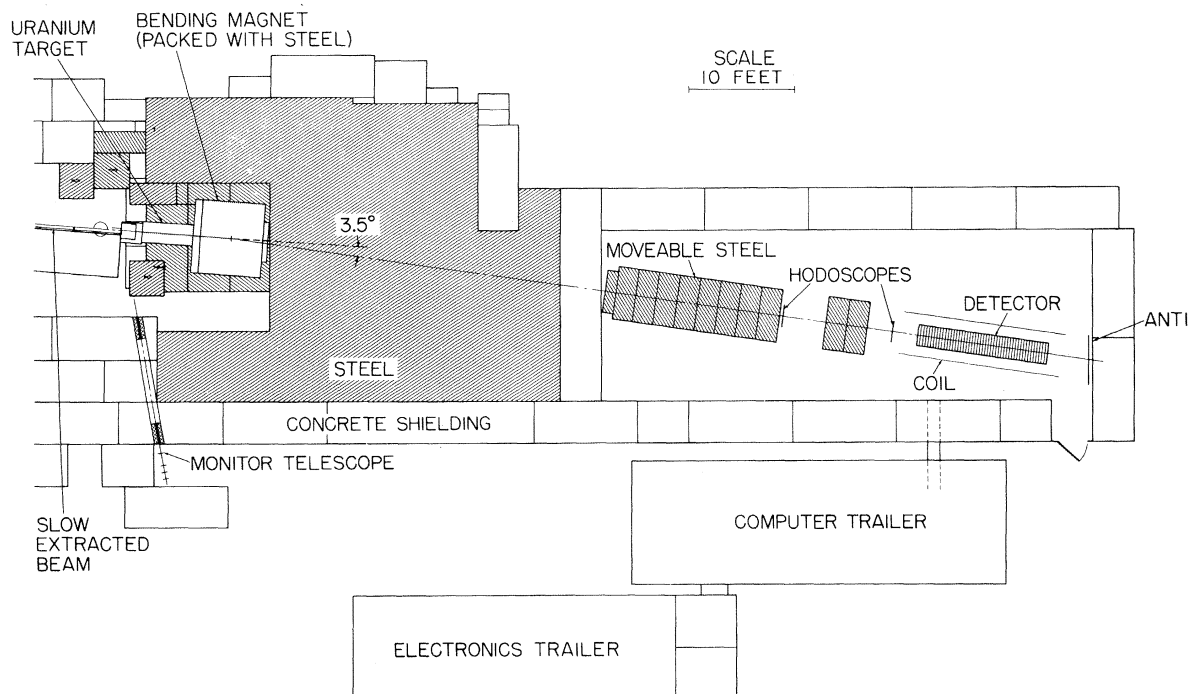 URANIUM
TARGET
BENDING MAGNET
(PACKED WITH STEEL)
SCALE
10 FEET
3.5°
MOVEABLE STEEL
HODOSCOPES
DETECTOR
ANTI
STEEL
COIL
CONCRETE SHIELDING
MONITOR TELESCOPE
SLOW
EXTRACTED
BEAM
COMPUTER TRAILER
ELECTRONICS TRAILER